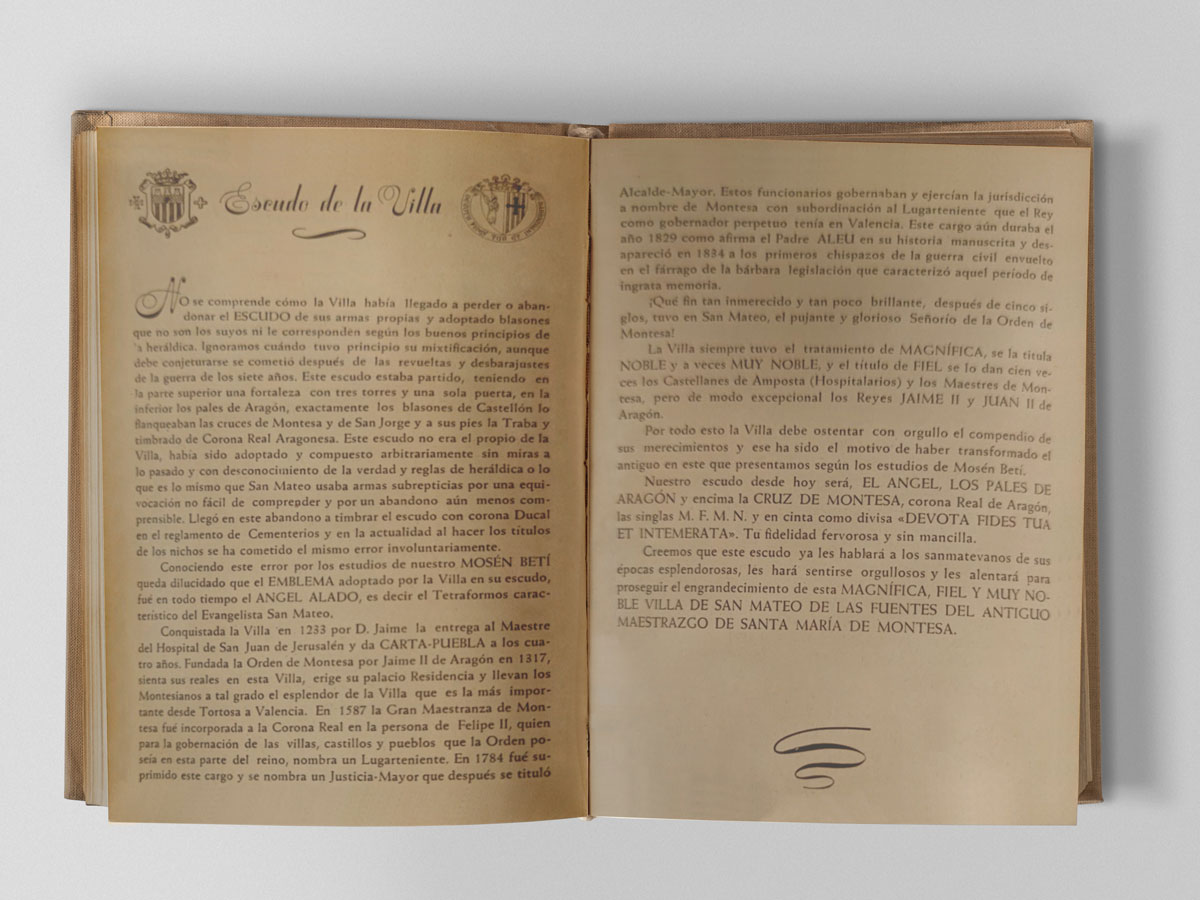 Escudo de la Villa
NO se comprende cómo la Villa había llegado a perder o aban-
donar el ESCUDO de sus armas propias y adoptado blasones
que no son los suyos ni le corresponden según los buenos principios de
'a heráldica. Ignoramos cuándo tuvo principio su mixtificación, aunque
debe conjeturarse se cometió después de las revueltas y desbarajustes
de la guerra de los siete años. Este escudo estaba partido, teniendo en
la parte superior una fortaleza con tres torres y una sola puerta, en la
inferior los pales de Aragón, exactamente los blasones de Castellón lo
flanqueaban las cruces de Montesa y de San Jorge y a sus pies la Traba y
timbrado de Corona Real Aragonesa. Este escudo no era el propio de la
Villa, había sido adoptado y compuesto arbitrariamente sin miras a
lo pasado y con desconocimiento de la verdad y reglas de heráldica o lo
que es lo mismo que San Mateo usaba armas subrepticias por una equi-
vocación no fácil de comprepder y por un abandono aún menos com-
prensible. Llegó en este abandono a timbrar el escudo con corona Ducal
en el reglamento de Cementerios y en la actualidad al hacer los títulos
de los nichos se ha cometido el mismo error involuntariamente.
Conociendo este error por los estudios de nuestro MOSÉN BETÍ
queda dilucidado que el EMBLEMA adoptado por la Villa en su escudo,
fué en todo tiempo el ANGEL ALADO, es decir el Tetraformos carac-
terístico del Evangelista San Mateo.
Conquistada la Villa en 1233 por D. Jaime la entrega al Maestre
del Hospital de San Juan de Jerusalén y da CARTA-PUEBLA a los cua-
tro años. Fundada la Orden de Montesa por Jaime II de Aragón en 1317,
sienta sus reales en esta Villa, erige su palacio Residencia y llevan los
Montesianos a tal grado el esplendor de la Villa que es la más impor-
tante desde Tortosa a Valencia. En 1587 la Gran Maestranza de Mon-
tesa fué incorporada a la Corona Real en la persona de Felipe II, quien
para la gobernación de las villas, castillos y pueblos que la Orden po-
seía en esta parte del reino, nombra un Lugarteniente. En 1784 fué su-
primido este cargo y se nombra un Justicia-Mayor que después se tituló
Alcalde-Mayor. Estos funcionarios gobernaban y ejercían la jurisdicción
a nombre de Montesa con subordinación al Lugarteniente que el Rey
como gobernador perpetuo tenía en Valencia. Este cargo aún duraba el
año 1829 como afirma el Padre ALEU en su historia manuscrita y des-
apareció en 1834 a los primeros chispazos de la guerra civil envuelto
en el fárrago de la bárbara legislación que caracterizó aquel período de
ingrata memoria.
¡Qué fin tan inmerecido y tan poco brillante, después de cinco si-
glos, tuvo en San Mateo, el pujante y glorioso Señorío de la Orden de
Montesa!
La Villa siempre tuvo el tratamiento de MAGNÍFICA, se la titula
NOBLE y a veces MUY NOBLE, y el título de FIEL se lo dan cien ve-
ces los Castellanes de Amposta (Hospitalarios) y los Maestres de Mon-
tesa, pero de modo excepcional los Reyes JAIME II y JUAN II de
Aragón.
Por todo esto la Villa debe ostentar con orgullo el compendio de
sus merecimientos y ese ha sido el motivo de haber transformado el
antiguo en este que presentamos según los estudios de Mosén Betí.
Nuestro escudo desde hoy será, EL ANGEL, LOS PALES DE
ARAGÓN y encima la CRUZ DE MONTESA, corona Real de Aragón,
las singlas M. F. M. N. y en cinta como divisa «DEVOTA FIDES TUA
ET INTEMERATA». Tu fidelidad fervorosa y sin mancilla.
Creemos que este escudo ya les hablará a los sanmatevanos de sus
épocas esplendorosas, les hará sentirse orgullosos y les alentará para
proseguir el engrandecimiento de esta MAGNÍFICA, FIEL Y MUY NO-
BLE VILLA DE SAN MATEO DE LAS FUENTES DEL ANTIGUO
MAESTRAZGO DE SANTA MARÍA DE MONTESA.